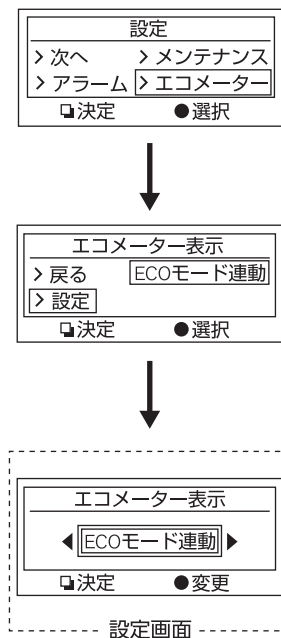 設定
> 次へ > メンテナンス
> アラーム > エコメーター
決定 ●選択
エコメーター表示
> 戻る ECOモード連動
> 設定
決定 ●選択
エコメーター表示
◀ ECOモード連動 ▶
決定 ●変更
設定画面